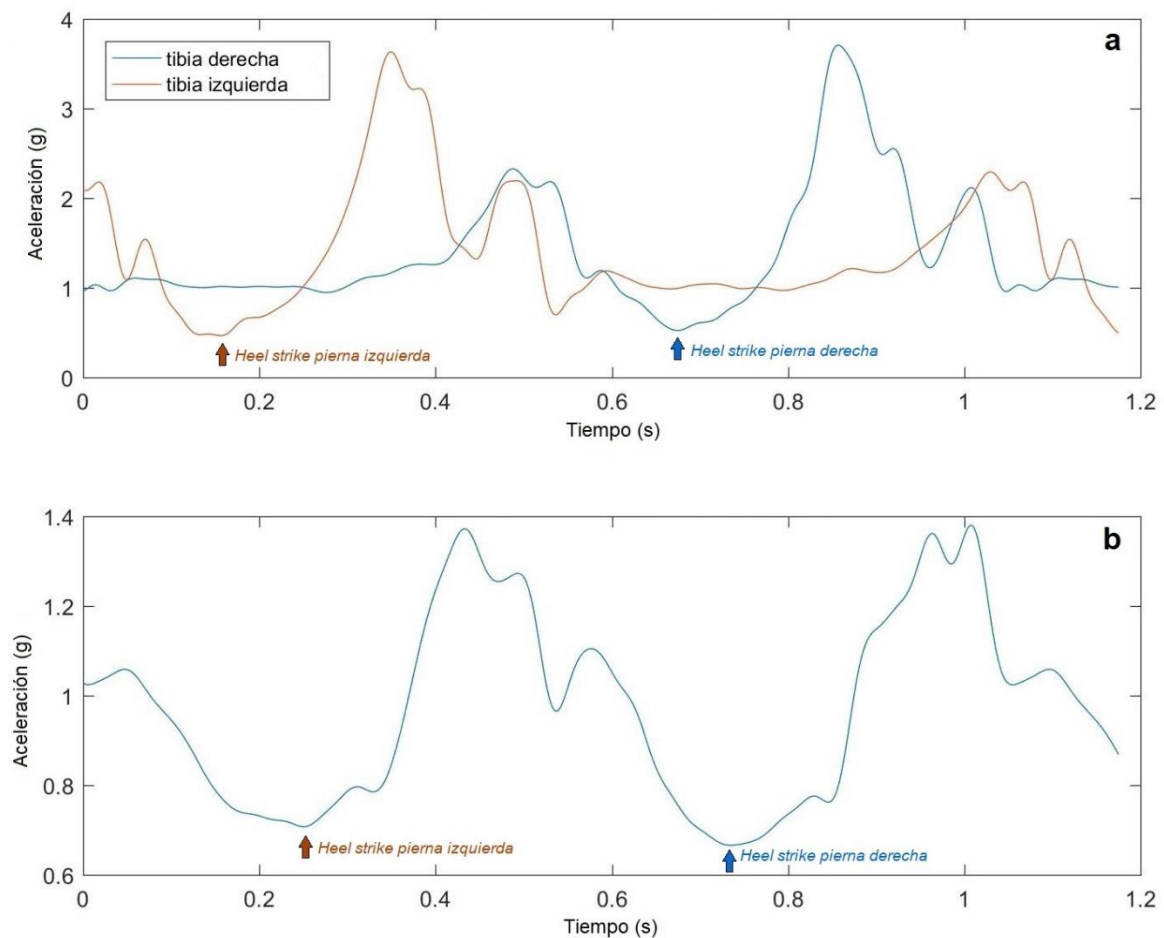 a
tibia derecha
tibia izquierda
4
3
2
1
0
Aceleración (g)
Heel strike pierna izquierda
Heel strike pierna derecha
0 0.2 0.4 0.6 0.8 1 1.2
Tiempo (s)
b
1.4
1.2
1
0.8
0.6
Aceleración (g)
Heel strike pierna izquierda
Heel strike pierna derecha
0 0.2 0.4 0.6 0.8 1 1.2
Tiempo (s)